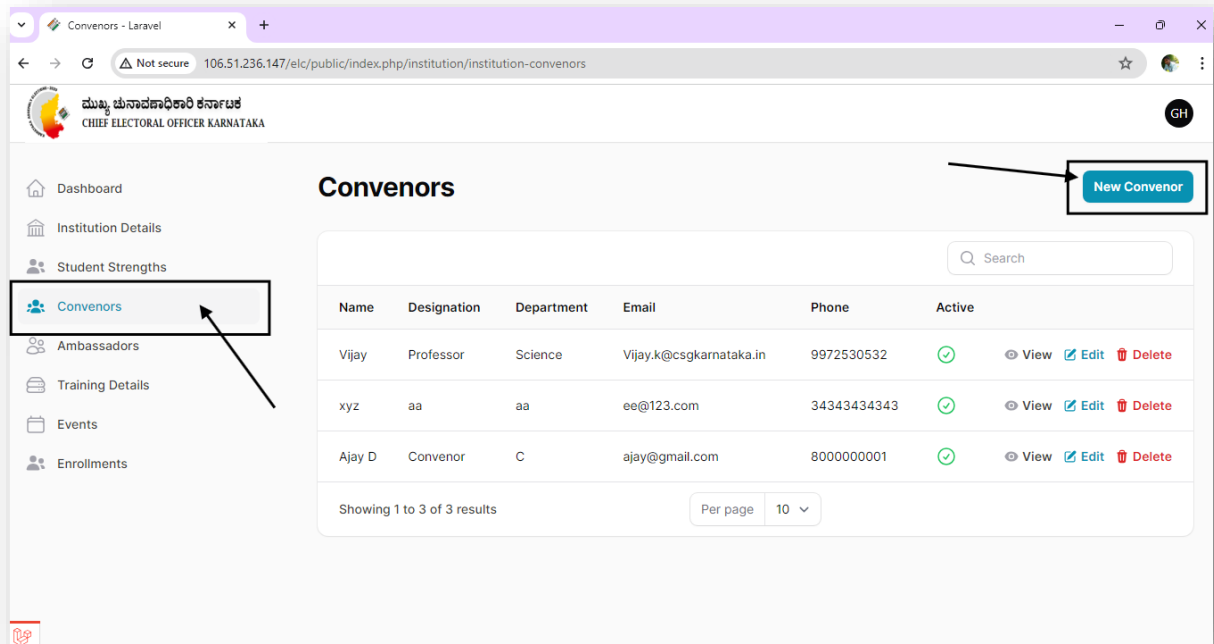 Convenors - Laravel
Not secure 106.51.236.147/elc/public/index.php/institution/institution-convenors
ಮುಖ್ಯ ಚುನಾವಣಾಧಿಕಾರಿ ಕರ್ನಾಟಕ
CHIEF ELECTORAL OFFICER KARNATAKA
GH
Dashboard
Institution Details
Student Strengths
Convenors
Ambassadors
Training Details
Events
Enrollments
Convenors
New Convenor
Search
Name Designation Department Email Phone Active
Vijay Professor Science Vijay.k@csgkarnataka.in 9972530532 View Edit Delete
xyz aa aa ee@123.com 34343434343 View Edit Delete
Ajay D Convenor C ajay@gmail.com 8000000001 View Edit Delete
Showing 1 to 3 of 3 results Per page 10